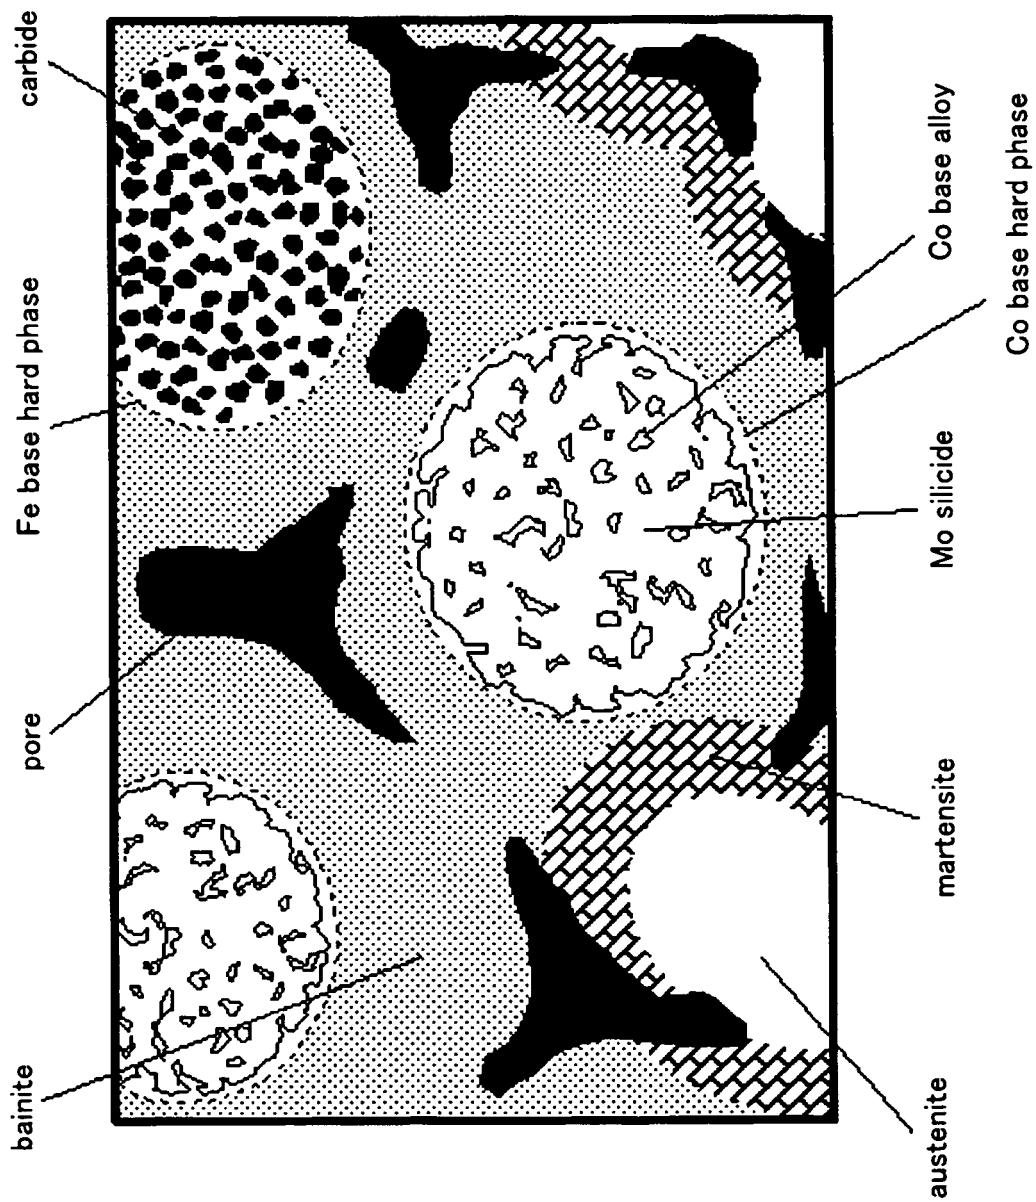 bainite
pore
Fe base hard phase
carbide
austenite
martensite
Mo silicide
Co base alloy
Co base hard phase